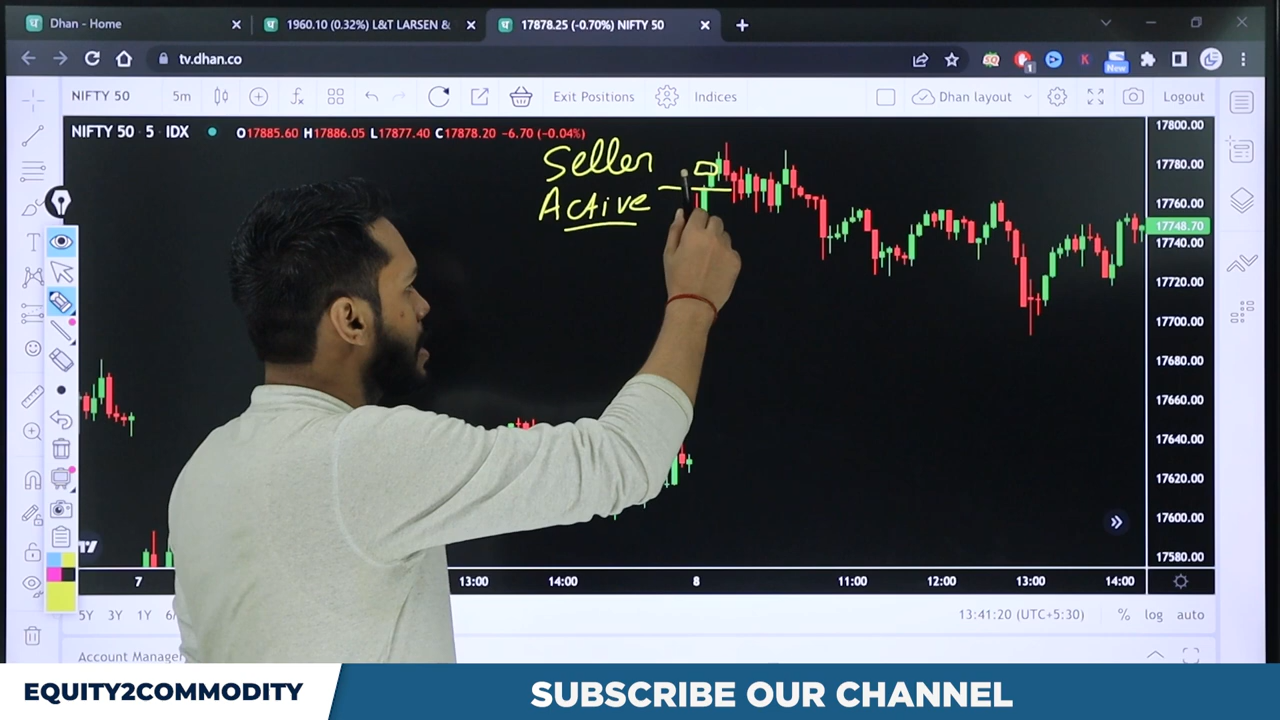 Dhan - Home
1960.10 (0.32%) L&T LARSEN &
17878.25 (-0.70%) NIFTY 50
tv.dhan.co
1
K
New
NIFTY 50
5m
Exit Positions
Indices
Dhan layout
Logout
NIFTY 50 · 5 · IDX
O17885.60 H17886.05 L17877.40 C17878.20 -6.70 (-0.04%)
Seller
Active
17800.00
17780.00
17760.00
17748.70
17740.00
17720.00
17700.00
17680.00
17660.00
17640.00
17620.00
17600.00
17580.00
7
13:00
14:00
8
11:00
12:00
13:00
14:00
5Y
3Y
1Y
13:41:20 (UTC+5:30)
%
log
auto
Account Manager
EQUITY2COMMODITY
SUBSCRIBE OUR CHANNEL